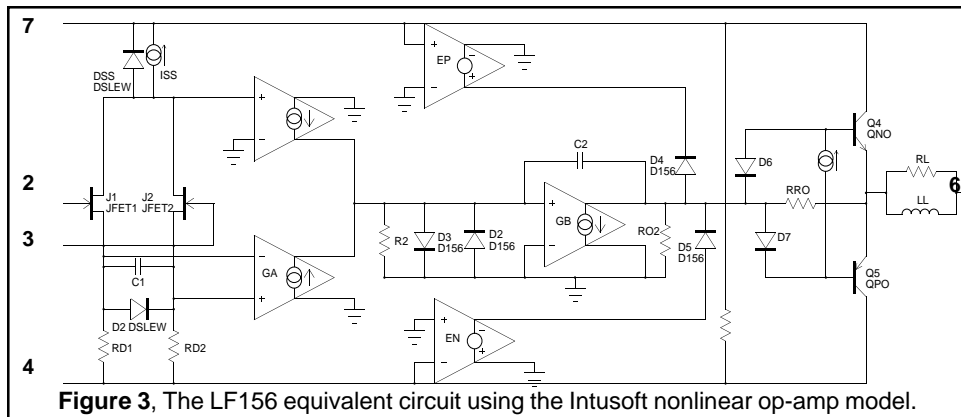 7
DSS
DSLEW
ISS
+
−
EP
+
−
−
+
Q4
QNO
C2
D4
D156
D6
RL
2
J1
JFET1
J2
JFET2
6
RRO
LL
3
R2
D3
D156
D2
D156
+
−
GB
RO2
D5
D156
D7
C1
−
+
GA
Q5
QPO
D2 DSLEW
RD1
RD2
+
−
EN
−
+
4
Figure 3, The LF156 equivalent circuit using the Intusoft nonlinear op-amp model.